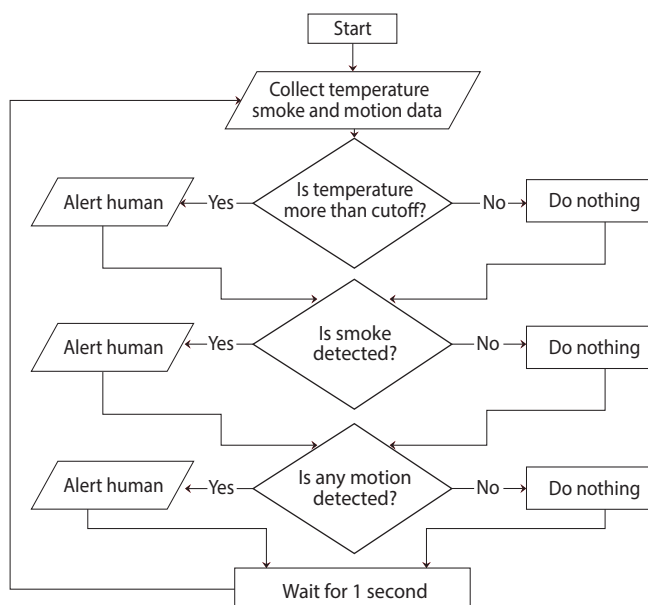 Start
Collect temperature
smoke and motion data
Alert human
Yes
Is temperature
more than cutoff?
No
Do nothing
Alert human
Yes
Is smoke
detected?
No
Do nothing
Alert human
Yes
Is any motion
detected?
No
Do nothing
Wait for 1 second